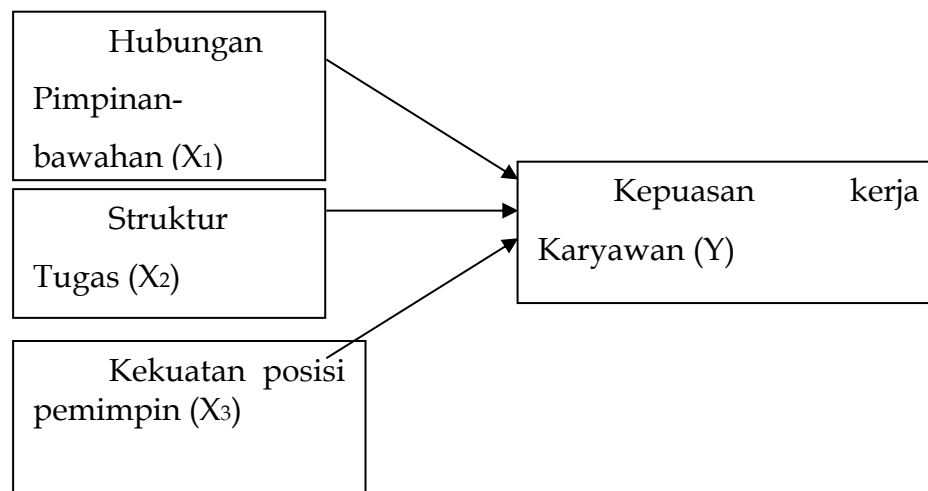 Hubungan
Pimpinan-
bawahan (X1)
Struktur
Tugas (X2)
Kekuatan posisi
pemimpin (X3)
Kepuasan kerja
Karyawan (Y)